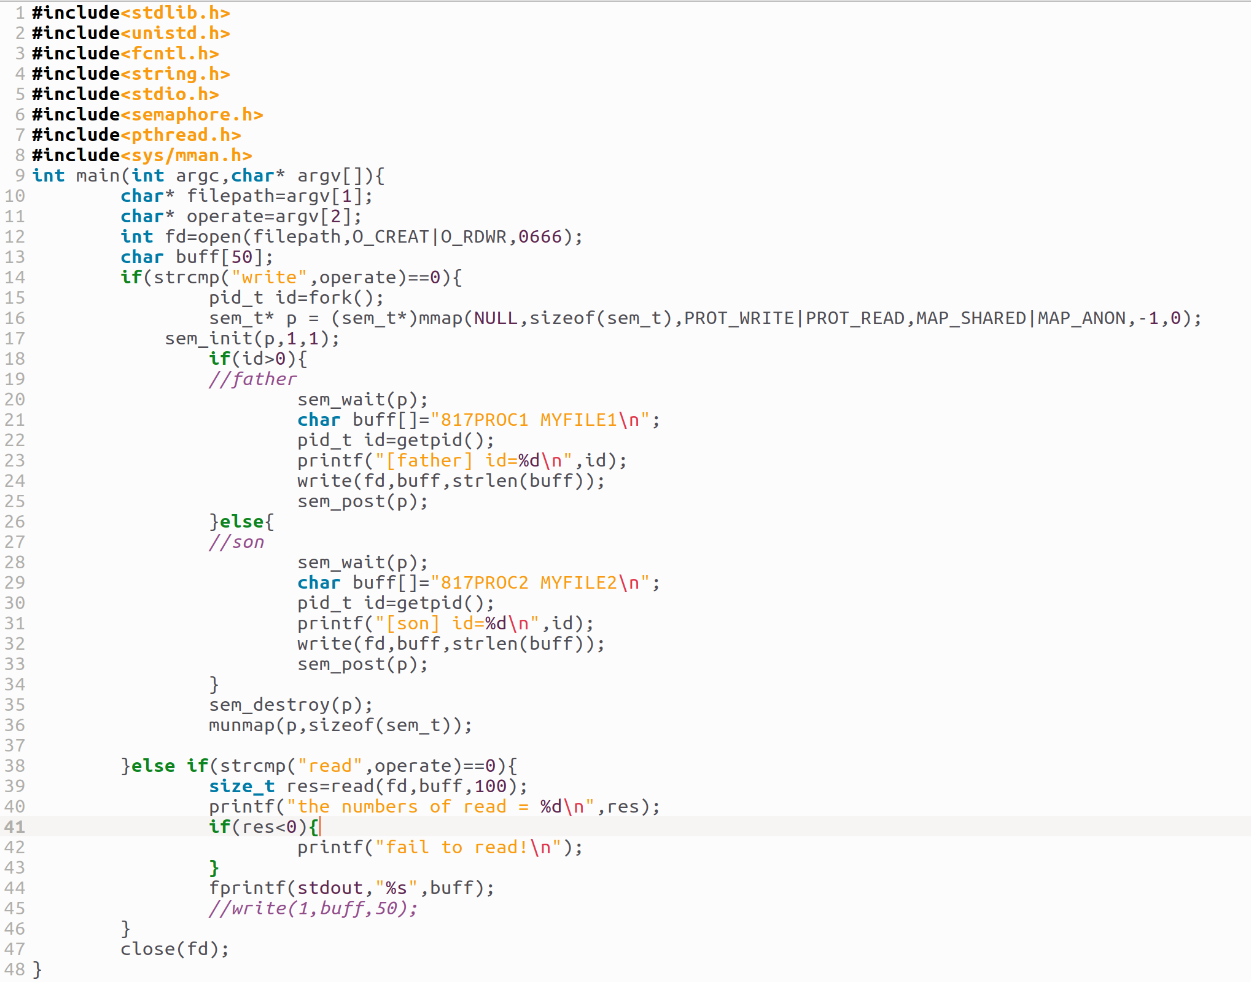 1 #include<stdlib.h>
2 #include<unistd.h>
3 #include<fcntl.h>
4 #include<string.h>
5 #include<stdio.h>
6 #include<semaphore.h>
7 #include<pthread.h>
8 #include<sys/mman.h>
9 int main(int argc,char* argv[]){
10         char* filepath=argv[1];
11         char* operate=argv[2];
12         int fd=open(filepath,O_CREAT|O_RDWR,0666);
13         char buff[50];
14         if(strcmp("write",operate)==0){
15                 pid_t id=fork();
16                 sem_t* p = (sem_t*)mmap(NULL,sizeof(sem_t),PROT_WRITE|PROT_READ,MAP_SHARED|MAP_ANON,-1,0);
17             sem_init(p,1,1);
18                 if(id>0){
19                 //father
20                         sem_wait(p);
21                         char buff[]="817PROC1 MYFILE1\n";
22                         pid_t id=getpid();
23                         printf("[father] id=%d\n",id);
24                         write(fd,buff,strlen(buff));
25                         sem_post(p);
26                 }else{
27                 //son
28                         sem_wait(p);
29                         char buff[]="817PROC2 MYFILE2\n";
30                         pid_t id=getpid();
31                         printf("[son] id=%d\n",id);
32                         write(fd,buff,strlen(buff));
33                         sem_post(p);
34                 }
35                 sem_destroy(p);
36                 munmap(p,sizeof(sem_t));
37
38         }else if(strcmp("read",operate)==0){
39                 size_t res=read(fd,buff,100);
40                 printf("the numbers of read = %d\n",res);
41                 if(res<0){
42                         printf("fail to read!\n");
43                 }
44                 fprintf(stdout,"%s",buff);
45                 //write(1,buff,50);
46         }
47         close(fd);
48 }